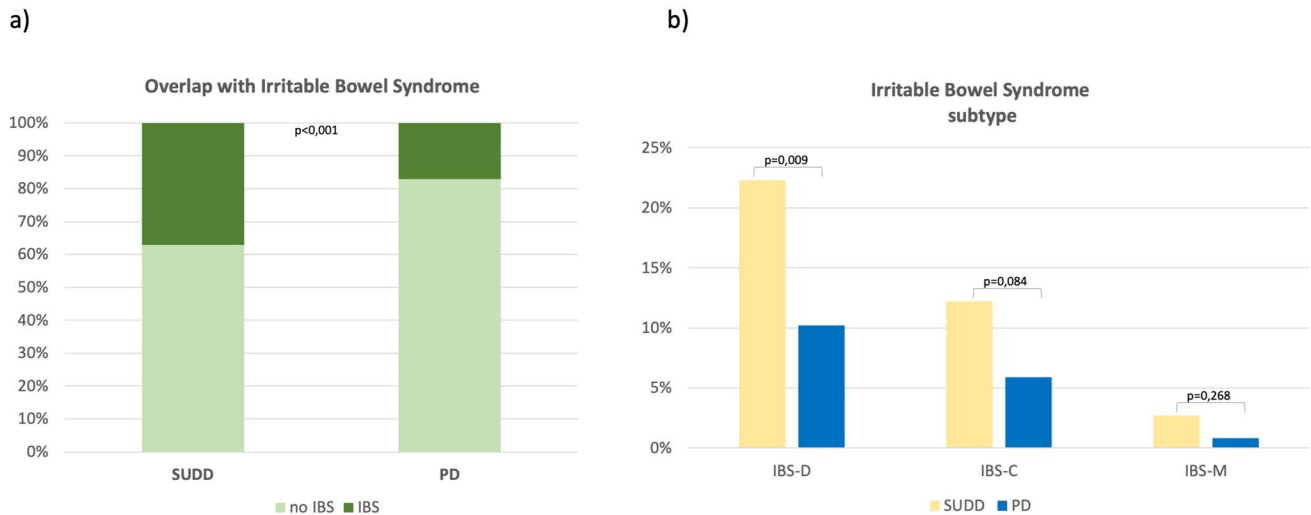 a)
Overlap with Irritable Bowel Syndrome
100%
90%
80%
70%
60%
50%
40%
30%
20%
10%
0%
p<0,001
SUDD
PD
no IBS
IBS
b)
Irritable Bowel Syndrome
subtype
25%
20%
15%
10%
5%
0%
p=0,009
p=0,084
p=0,268
IBS-D
IBS-C
IBS-M
SUDD
PD